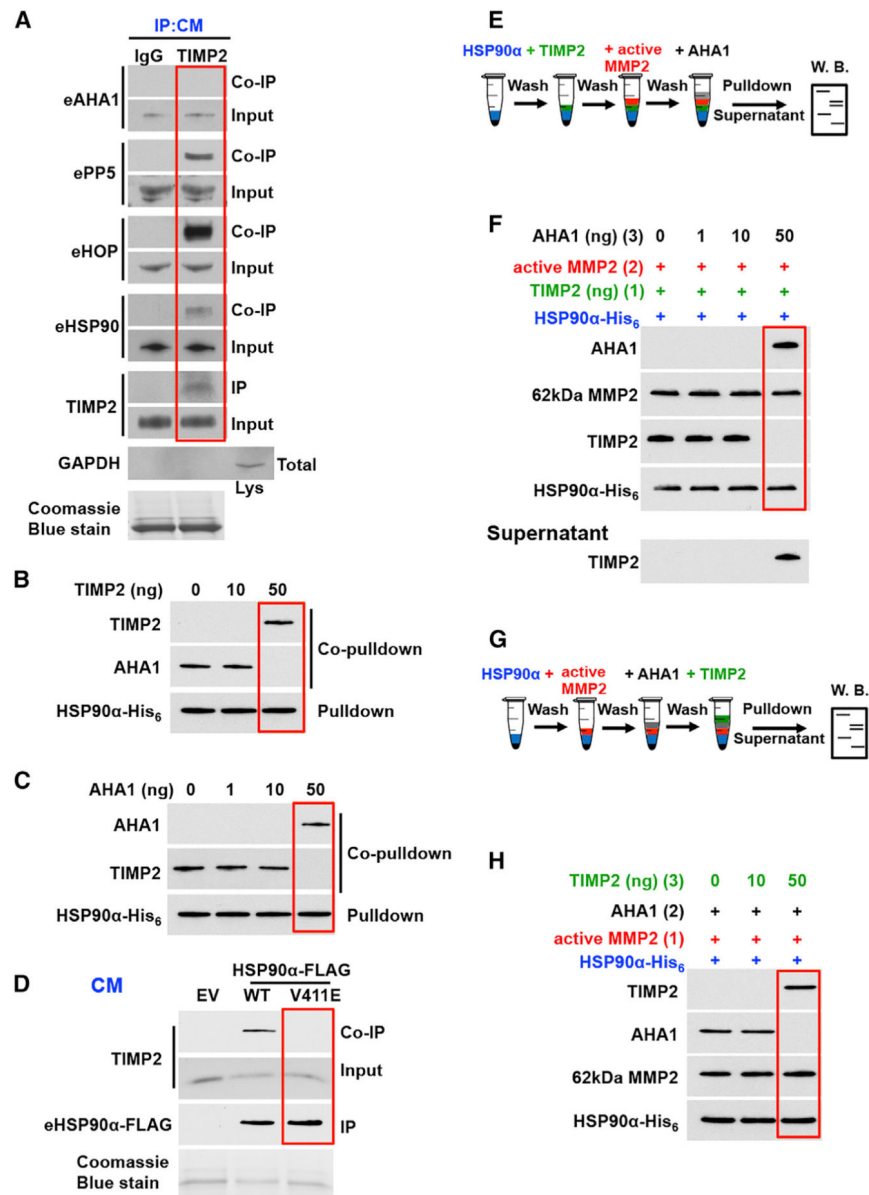 A
IP:CM
IgG TIMP2
eAHA1
Co-IP
Input
ePP5
Co-IP
Input
eHOP
Co-IP
Input
eHSP90
Co-IP
Input
TIMP2
IP
Input
GAPDH
Total
Lys
Coomassie
Blue stain
B
TIMP2 (ng) 0 10 50
TIMP2
AHA1
Co-pulldown
HSP90α-His6 Pulldown
C
AHA1 (ng) 0 1 10 50
AHA1
TIMP2
Co-pulldown
HSP90α-His6 Pulldown
D
CM
HSP90α-FLAG
EV WT V411E
TIMP2
Co-IP
Input
eHSP90α-FLAG IP
Coomassie
Blue stain
E
HSP90α + TIMP2 + active MMP2 + AHA1
Wash Wash Wash Pulldown
Supernatant
W. B.
F
AHA1 (ng) (3) 0 1 10 50
active MMP2 (2) + + + +
TIMP2 (ng) (1) + + + +
HSP90α-His6 + + + +
AHA1
62kDa MMP2
TIMP2
HSP90α-His6
Supernatant
TIMP2
G
HSP90α + active MMP2 + AHA1 + TIMP2
Wash Wash Wash Pulldown
Supernatant
W. B.
H
TIMP2 (ng) (3) 0 10 50
AHA1 (2) + + +
active MMP2 (1) + + +
HSP90α-His6 + + +
TIMP2
AHA1
62kDa MMP2
HSP90α-His6